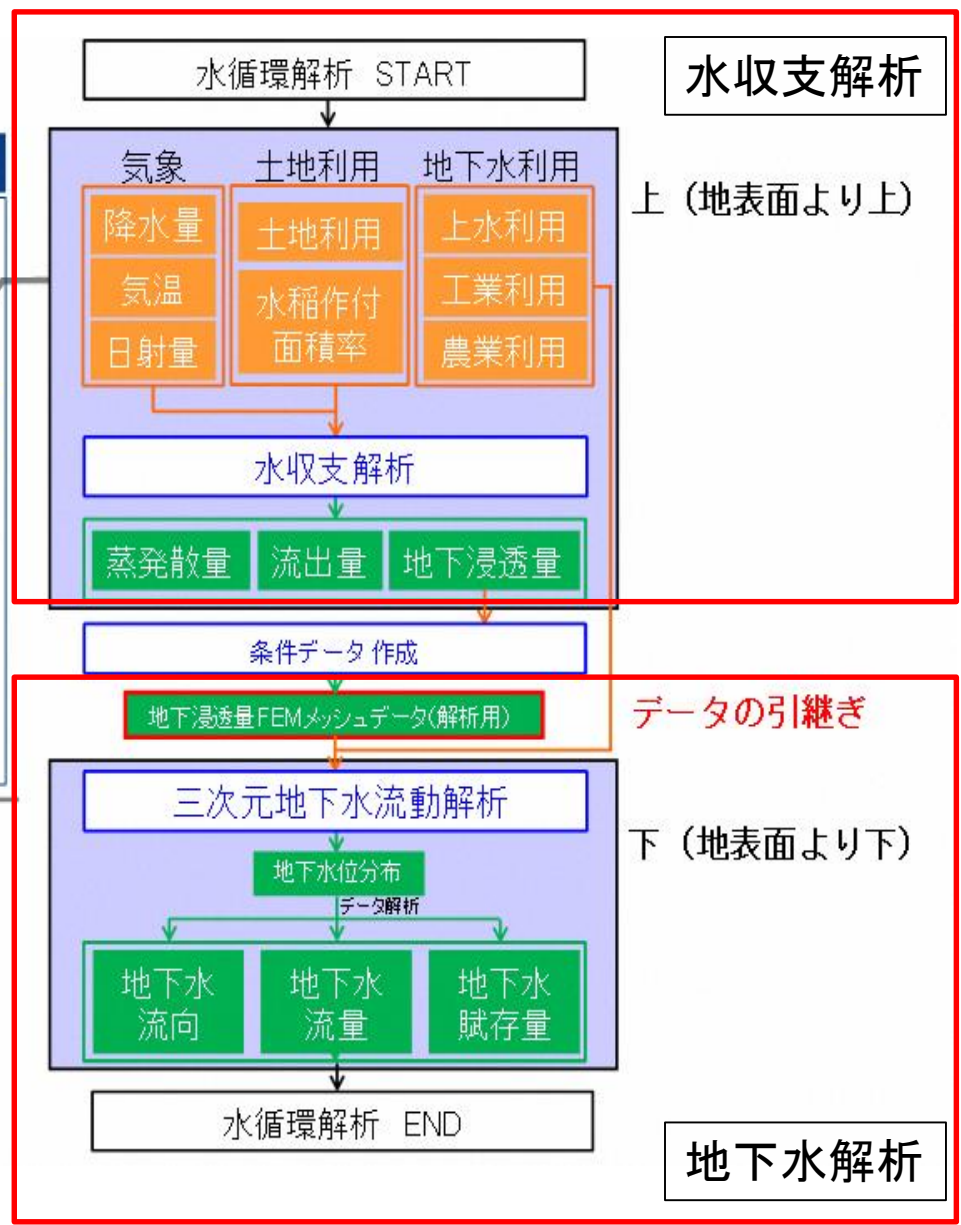 水循環解析 START
水収支解析
気象 土地利用 地下水利用
上（地表面より上）
降水量
気温
日射量
土地利用
水稲作付
面積率
上水利用
工業利用
農業利用
水収支解析
蒸発散量 流出量 地下浸透量
条件データ作成
地下浸透量FEMメッシュデータ(解析用)
データの引継ぎ
三次元地下水流動解析
下（地表面より下）
地下水位分布
データ解析
地下水
流向
地下水
流量
地下水
賦存量
水循環解析 END
地下水解析